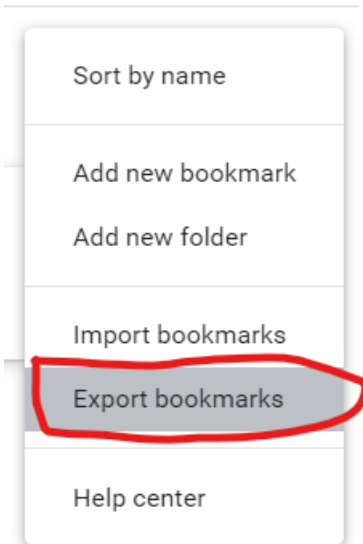 Sort by name
Add new bookmark
Add new folder
Import bookmarks
Export bookmarks
Help center